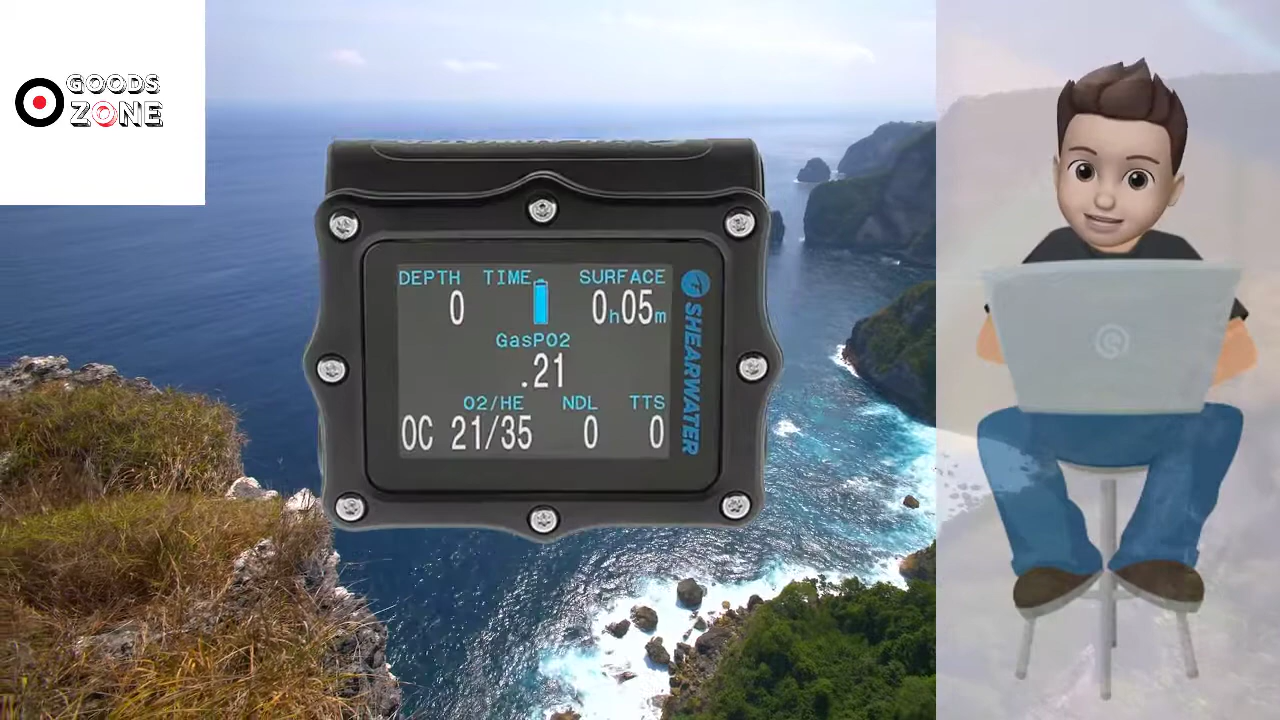 GOODS
ZONE
DEPTH TIME SURFACE
0 0h05m
GasPO2
.21
O2/HE NDL TTS
OC 21/35 0 0
SHEARWATER